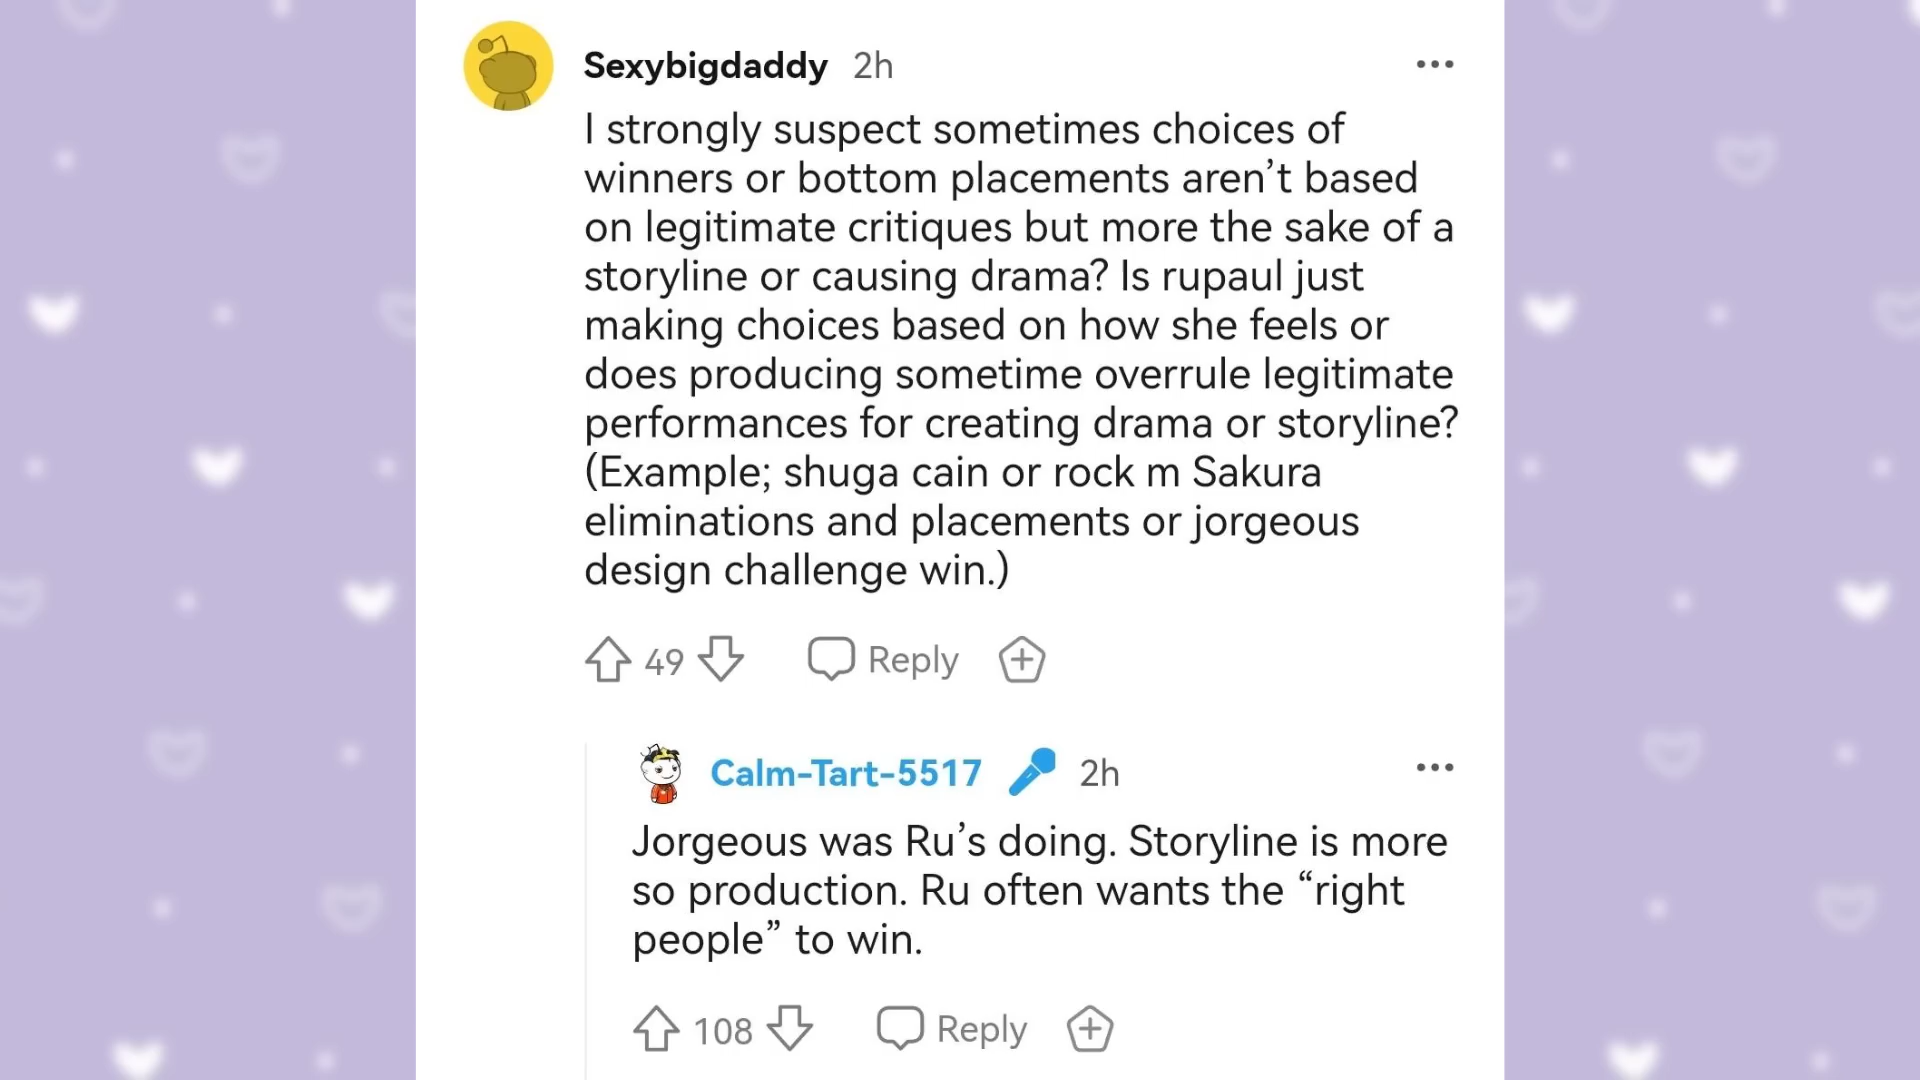 Sexybigdaddy 2h
I strongly suspect sometimes choices of
winners or bottom placements aren’t based
on legitimate critiques but more the sake of a
storyline or causing drama? Is rupaul just
making choices based on how she feels or
does producing sometime overrule legitimate
performances for creating drama or storyline?
(Example; shuga cain or rock m Sakura
eliminations and placements or jorgeous
design challenge win.)
49 Reply
Calm-Tart-5517 2h
Jorgeous was Ru’s doing. Storyline is more
so production. Ru often wants the “right
people” to win.
108 Reply